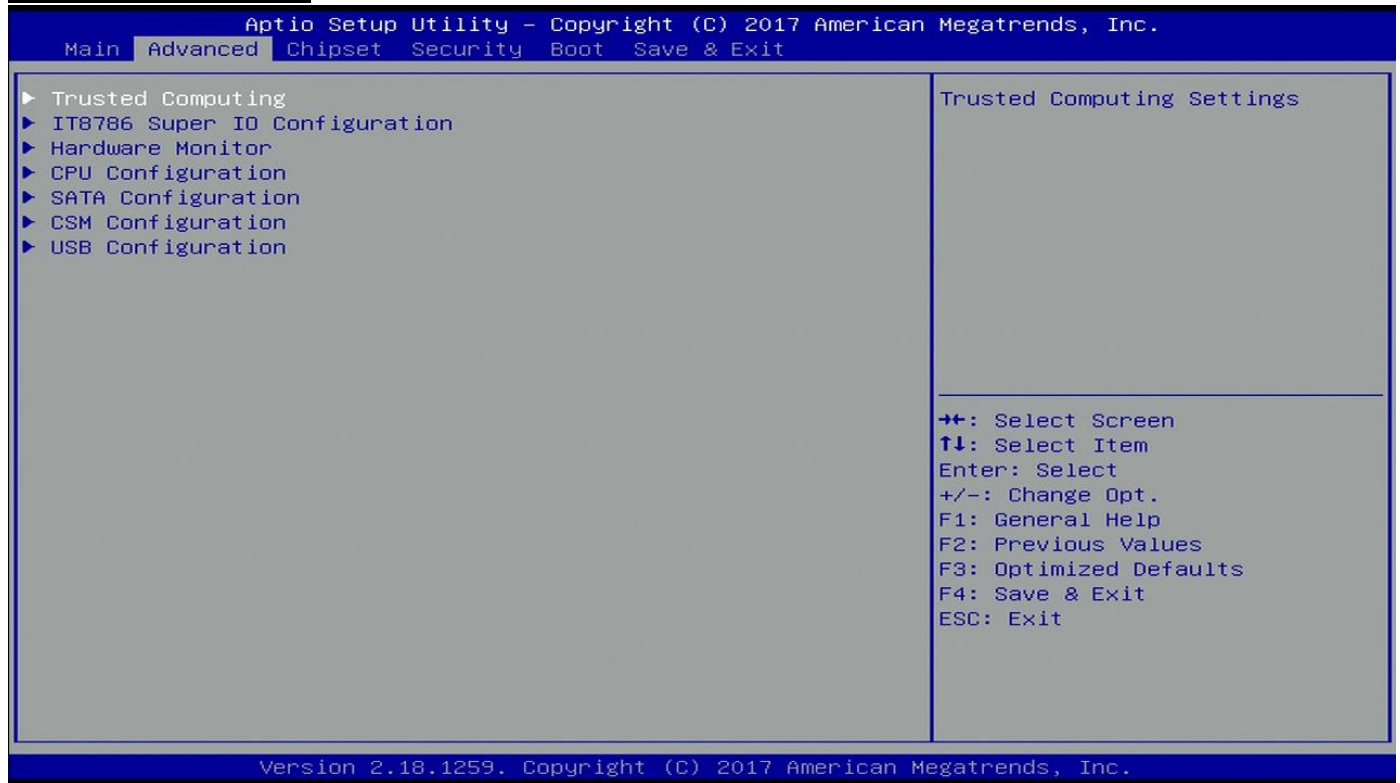 Aptio Setup Utility – Copyright (C) 2017 American Megatrends, Inc.
Main Advanced Chipset Security Boot Save & Exit
▶ Trusted Computing
▶ IT8786 Super IO Configuration
▶ Hardware Monitor
▶ CPU Configuration
▶ SATA Configuration
▶ CSM Configuration
▶ USB Configuration
Trusted Computing Settings
→←: Select Screen
↑↓: Select Item
Enter: Select
+/-: Change Opt.
F1: General Help
F2: Previous Values
F3: Optimized Defaults
F4: Save & Exit
ESC: Exit
Version 2.18.1259. Copyright (C) 2017 American Megatrends, Inc.